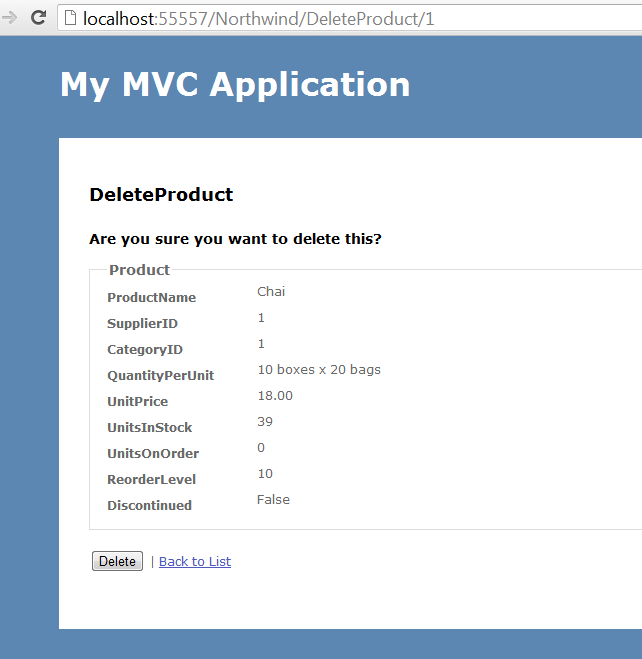 localhost:55557/Northwind/DeleteProduct/1
My MVC Application
DeleteProduct
Are you sure you want to delete this?
Product
ProductName Chai
SupplierID 1
CategoryID 1
QuantityPerUnit 10 boxes x 20 bags
UnitPrice 18.00
UnitsInStock 39
UnitsOnOrder 0
ReorderLevel 10
Discontinued False
Delete | Back to List